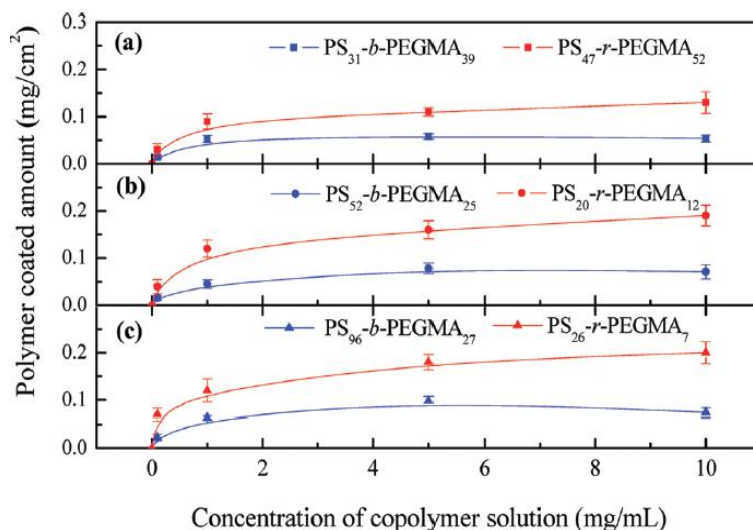 Polymer coated amount (mg/cm²)
0.3
(a) PS₃₁-b-PEGMA₃₉ PS₄₇-r-PEGMA₅₂
0.2
0.1
0.0
(b) PS₅₂-b-PEGMA₂₅ PS₂₀-r-PEGMA₁₂
0.2
0.1
0.0
(c) PS₉₆-b-PEGMA₂₇ PS₂₆-r-PEGMA₇
0.2
0.1
0.0
0 2 4 6 8 10
Concentration of copolymer solution (mg/mL)